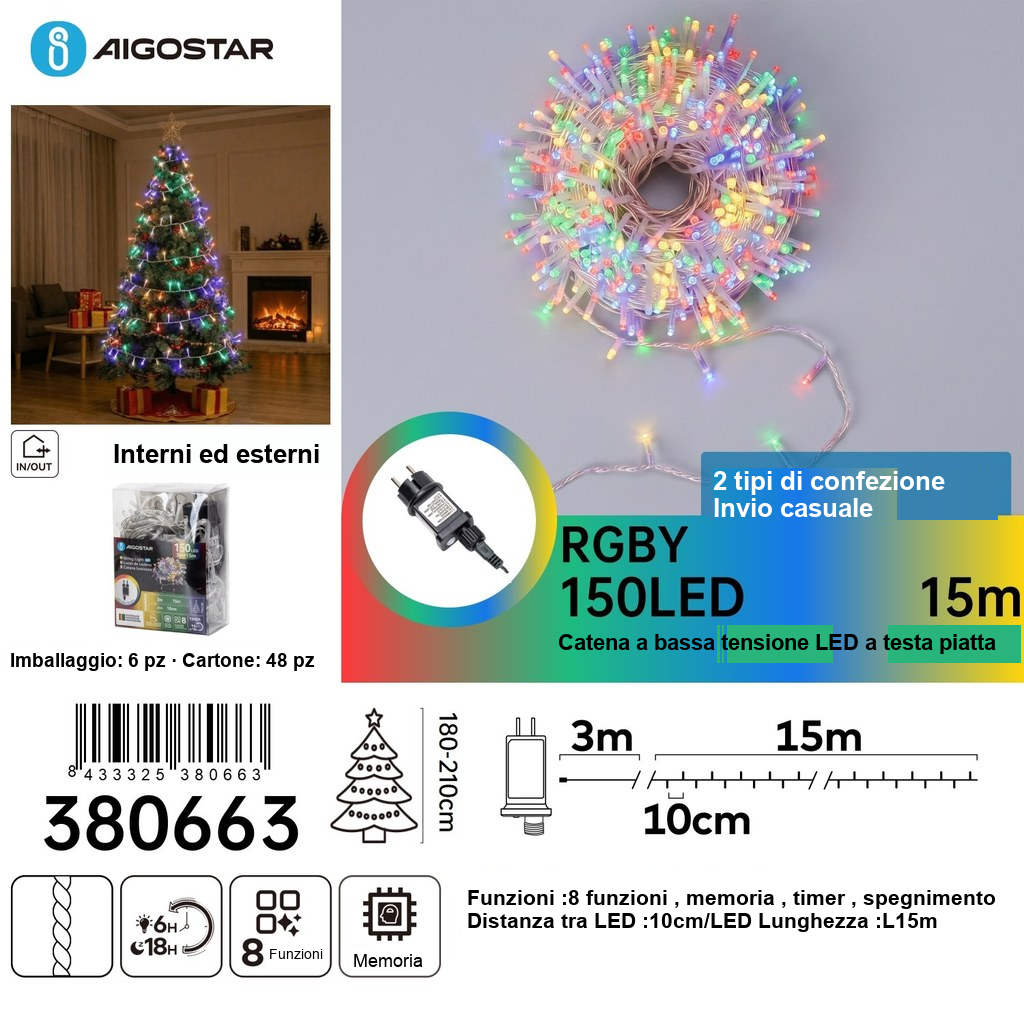 AIGOSTAR
IN/OUT
Interni ed esterni
AIGOSTAR
150LED
Imballaggio: 6 pz · Cartone: 48 pz
2 tipi di confezione
Invio casuale
RGBY
150LED
15m
Catena a bassa tensione LED a testa piatta
8 433325 380663
380663
180-210cm
3m
15m
10cm
6H
18H
8 Funzioni
Memoria
Funzioni :8 funzioni , memoria , timer , spegnimento
Distanza tra LED :10cm/LED Lunghezza :L15m